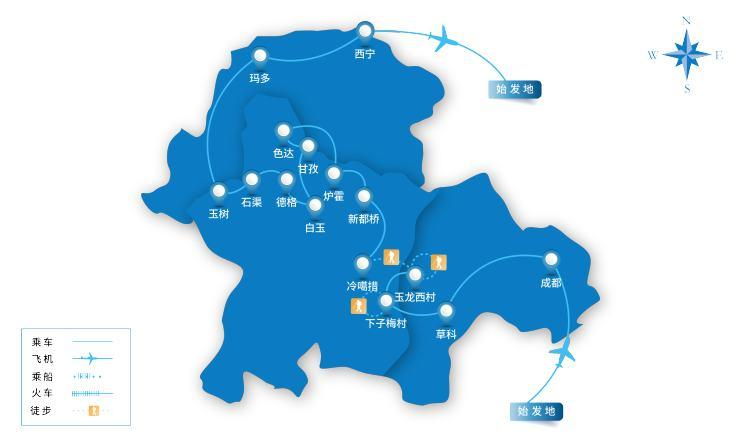 N
W E
S
西宁
玛多
始发地
色达
甘孜
炉霍
玉树
石渠
德格
白玉
新都桥
冷噶措
玉龙西村
成都
下子梅村
草科
乘车
飞机
乘船
火车
徒步
始发地